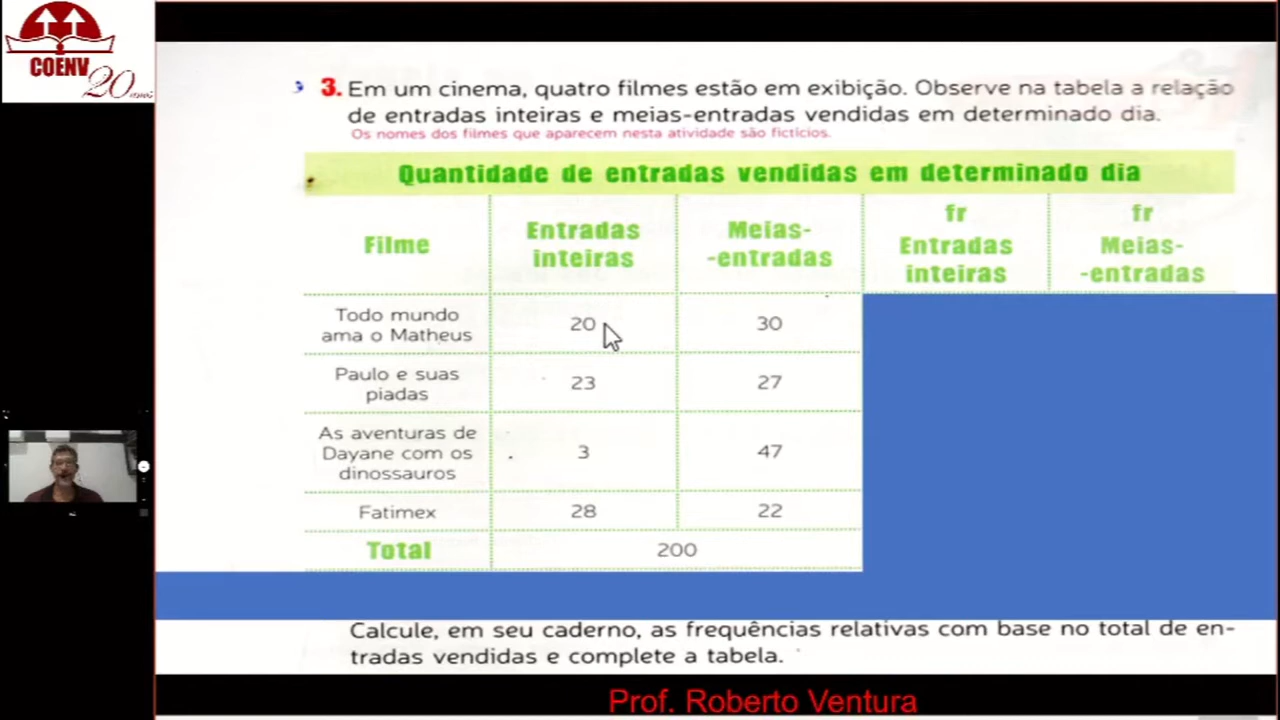 COENV
20 anos
3. Em um cinema, quatro filmes estão em exibição. Observe na tabela a relação
de entradas inteiras e meias-entradas vendidas em determinado dia.
Os nomes dos filmes que aparecem nesta atividade são fictícios.
Quantidade de entradas vendidas em determinado dia
Filme
Entradas
inteiras
Meias-
-entradas
fr
Entradas
inteiras
fr
Meias-
-entradas
Todo mundo
ama o Matheus
20
30
Paulo e suas
piadas
23
27
As aventuras de
Dayane com os
dinossauros
3
47
Fatimex
28
22
Total
200
Calcule, em seu caderno, as frequências relativas com base no total de en-
tradas vendidas e complete a tabela.
Prof. Roberto Ventura